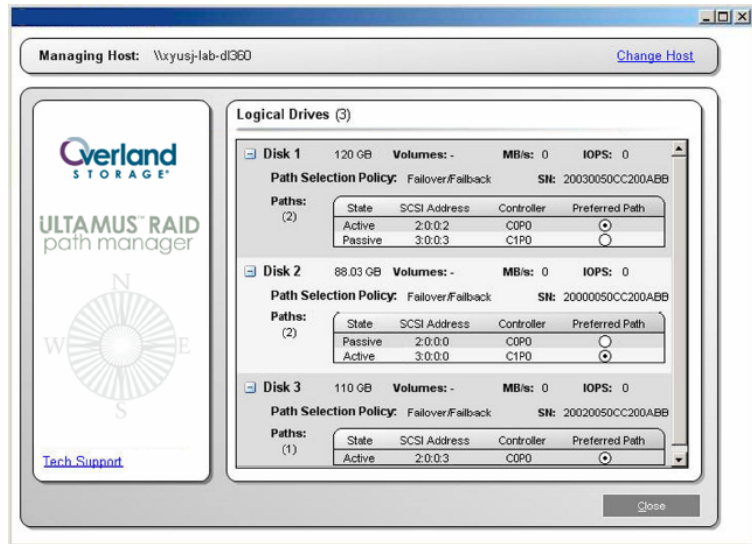 Managing Host: \\xyusj-lab-dl360 Change Host
Overland
STORAGE
ULTAMUS™ RAID
path manager
N
W E
S
Tech Support
Logical Drives (3)
Disk 1 120 GB Volumes: - MB/s: 0 IOPS: 0
Path Selection Policy: Failover/Failback SN: 20030050CC200ABB
Paths:
(2)
State SCSI Address Controller Preferred Path
Active 2:0:0:2 C0P0
Passive 3:0:0:3 C1P0
Disk 2 88.03 GB Volumes: - MB/s: 0 IOPS: 0
Path Selection Policy: Failover/Failback SN: 20000050CC200ABB
Paths:
(2)
State SCSI Address Controller Preferred Path
Passive 2:0:0:0 C0P0
Active 3:0:0:0 C1P0
Disk 3 110 GB Volumes: - MB/s: 0 IOPS: 0
Path Selection Policy: Failover/Failback SN: 20020050CC200ABB
Paths:
(1)
State SCSI Address Controller Preferred Path
Active 2:0:0:3 C0P0
Close